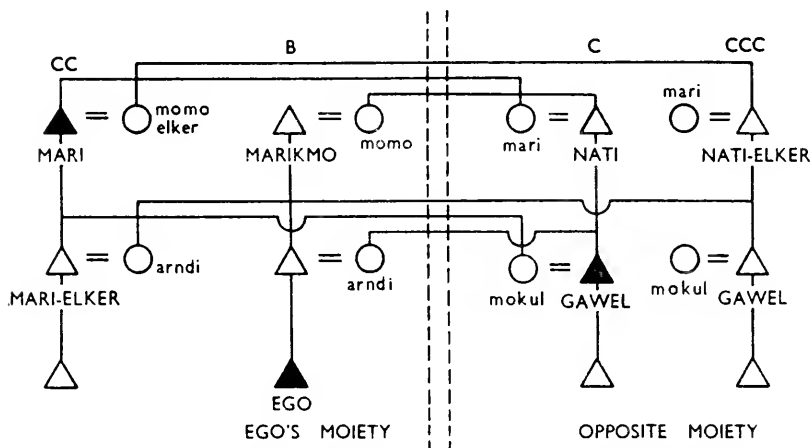 CC B C CCC
momo elker
mari
MARI
MARIKMO
momo
mari
NATI
NATI-ELKER
arndi
arndi
mokul
mokul
MARI-ELKER
GAWEL
GAWEL
EGO
EGO'S MOIETY OPPOSITE MOIETY